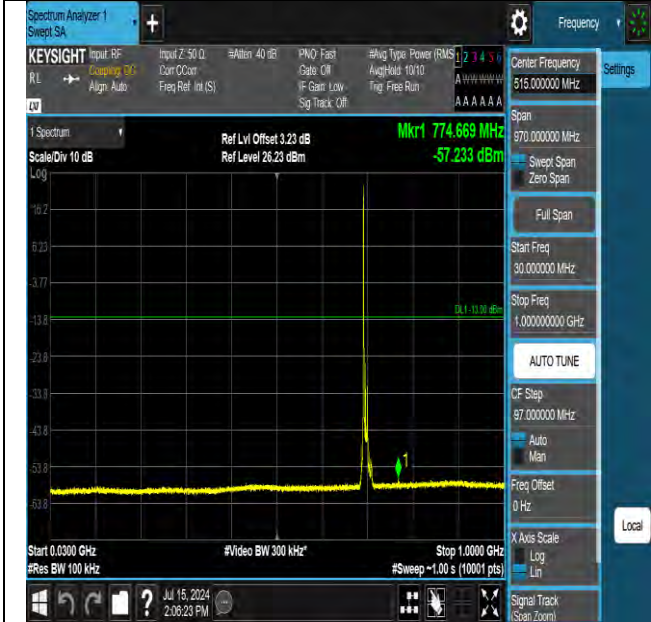 Spectrum Analyzer 1
Swept SA
+
Frequency
KEYSIGHT
RL
LXI
Input: RF
Coupling: DC
Align: Auto
Input Z: 50 Ω
Corr CCorr
Freq Ref: Int (S)
#Atten: 40 dB
PNO: Fast
Gate: Off
IF Gain: Low
Sig Track: Off
#Avg Type: Power (RMS
Avg|Hold: 10/10
Trig: Free Run
1 2 3 4 5 6
A W W W W W
A A A A A A
Center Frequency
515.000000 MHz
Settings
Span
970.000000 MHz
Swept Span
Zero Span
Full Span
Start Freq
30.000000 MHz
Stop Freq
1.000000000 GHz
AUTO TUNE
CF Step
97.000000 MHz
Auto
Man
Freq Offset
0 Hz
X Axis Scale
Log
Lin
Signal Track
(Span Zoom)
Local
1 Spectrum
Scale/Div 10 dB
Log
Ref Lvl Offset 3.23 dB
Ref Level 26.23 dBm
Mkr1 774.669 MHz
-57.233 dBm
16.2
6.23
-3.77
-13.8
-23.8
-33.8
-43.8
-53.8
-63.8
DL1 -13.00 dBm
1
Start 0.0300 GHz
#Res BW 100 kHz
#Video BW 300 kHz*
Stop 1.0000 GHz
#Sweep ~1.00 s (10001 pts)
?
Jul 15, 2024
2:06:23 PM